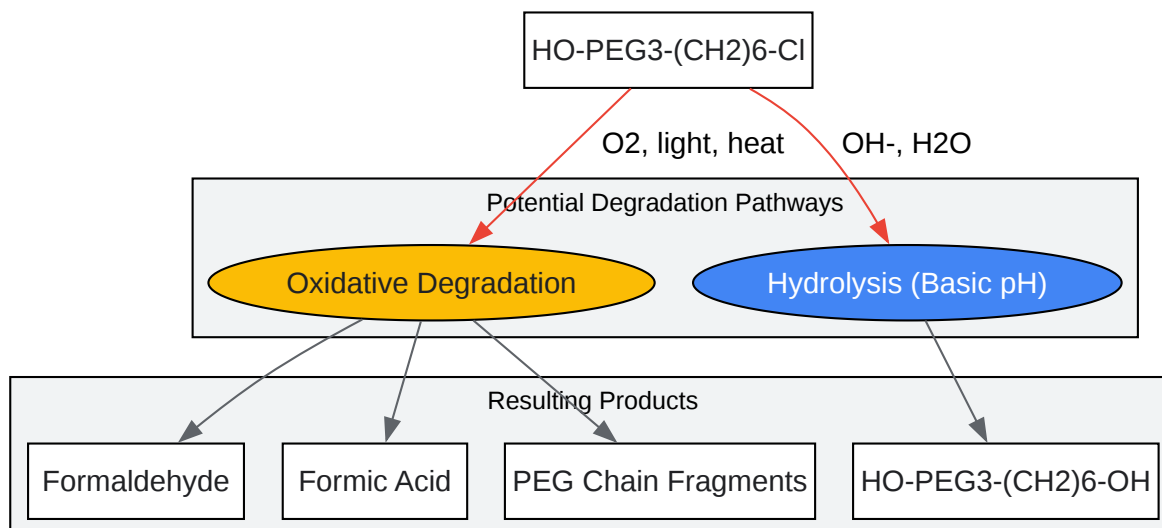 HO-PEG3-(CH2)6-Cl
O2, light, heat
OH-, H2O
Potential Degradation Pathways
Oxidative Degradation
Hydrolysis (Basic pH)
Resulting Products
Formaldehyde
Formic Acid
PEG Chain Fragments
HO-PEG3-(CH2)6-OH